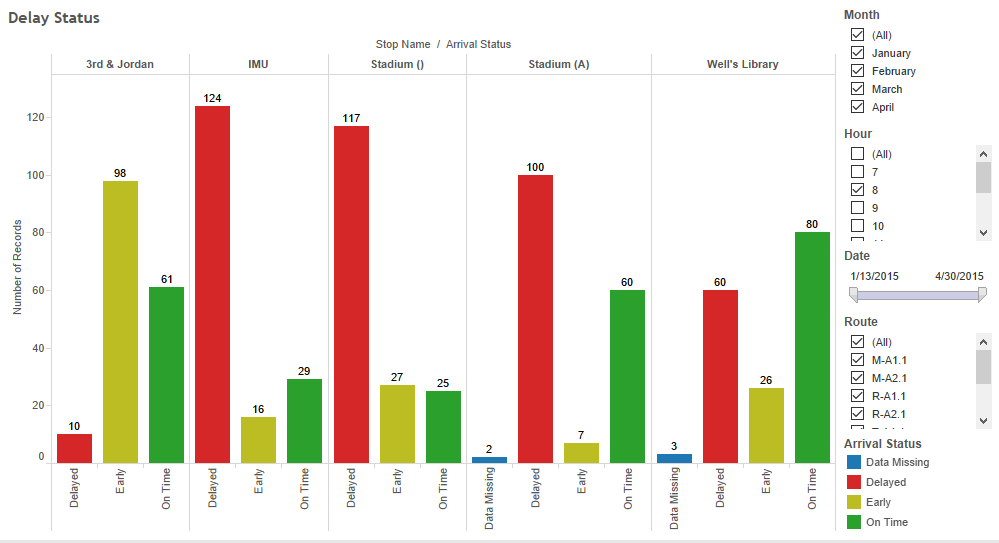 Delay Status
Stop Name / Arrival Status
3rd & Jordan IMU Stadium () Stadium (A) Well's Library
Number of Records
120
100
80
60
40
20
0
10 98 61 124 16 29 117 27 25 2 100 7 60 3 60 26 80
Delayed Early On Time Delayed Early On Time Delayed Early On Time Data Missing Delayed Early On Time Data Missing Delayed Early On Time
Month
(All)
January
February
March
April
Hour
(All)
7
8
9
10
Date
1/13/2015 4/30/2015
Route
(All)
M-A1.1
M-A2.1
R-A1.1
R-A2.1
Arrival Status
Data Missing
Delayed
Early
On Time